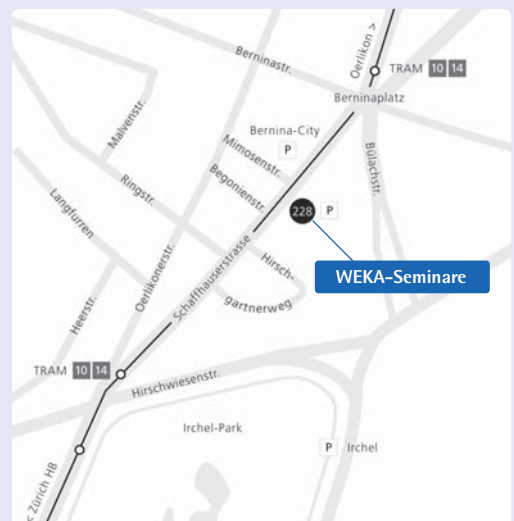 Oerlikon >
TRAM 10 14
Berninastr.
Berninaplatz
Malvenstr.
Bernina-City
P
Mimosenstr.
Bülachstr.
Begonienstr.
Ringstr.
228 P
Langfurren
WEKA-Seminare
Hirsch-
gartnerweg
Schaffhauserstrasse
Oerlikonerstr.
Heerstr.
TRAM 10 14
Hirschwiesenstr.
Irchel-Park
P Irchel
< Zürich HB